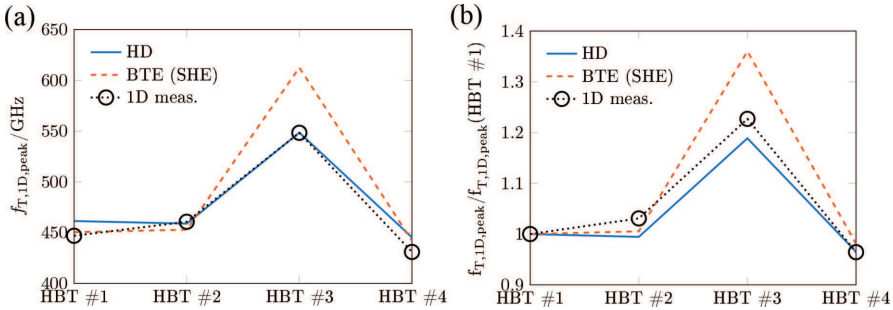 (a)
650
600
550
500
450
400
f_T,1D,peak/GHz
HD
BTE (SHE)
1D meas.
HBT #1 HBT #2 HBT #3 HBT #4
(b)
1.4
1.3
1.2
1.1
1
0.9
f_T,1D,peak/f_T,1D,peak(HBT #1)
HD
BTE (SHE)
1D meas.
HBT #1 HBT #2 HBT #3 HBT #4